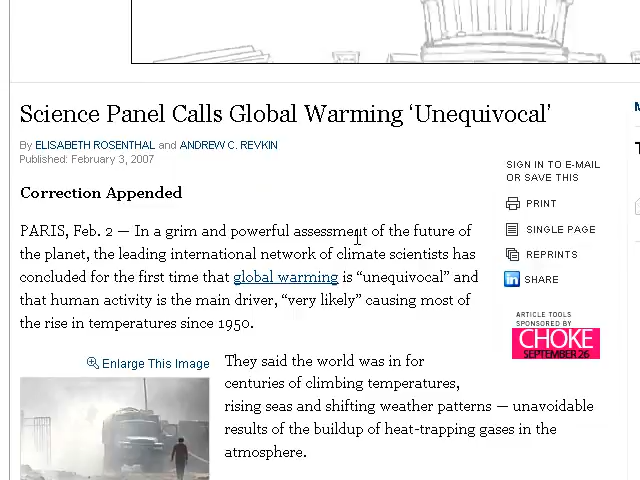 Science Panel Calls Global Warming ‘Unequivocal’
By ELISABETH ROSENTHAL and ANDREW C. REVKIN
Published: February 3, 2007
SIGN IN TO E-MAIL
OR SAVE THIS
PRINT
SINGLE PAGE
REPRINTS
in SHARE
ARTICLE TOOLS
SPONSORED BY
CHOKE
SEPTEMBER 26
Correction Appended
PARIS, Feb. 2 — In a grim and powerful assessment of the future of
the planet, the leading international network of climate scientists has
concluded for the first time that global warming is “unequivocal” and
that human activity is the main driver, “very likely” causing most of
the rise in temperatures since 1950.
Enlarge This Image
They said the world was in for
centuries of climbing temperatures,
rising seas and shifting weather patterns — unavoidable
results of the buildup of heat-trapping gases in the
atmosphere.